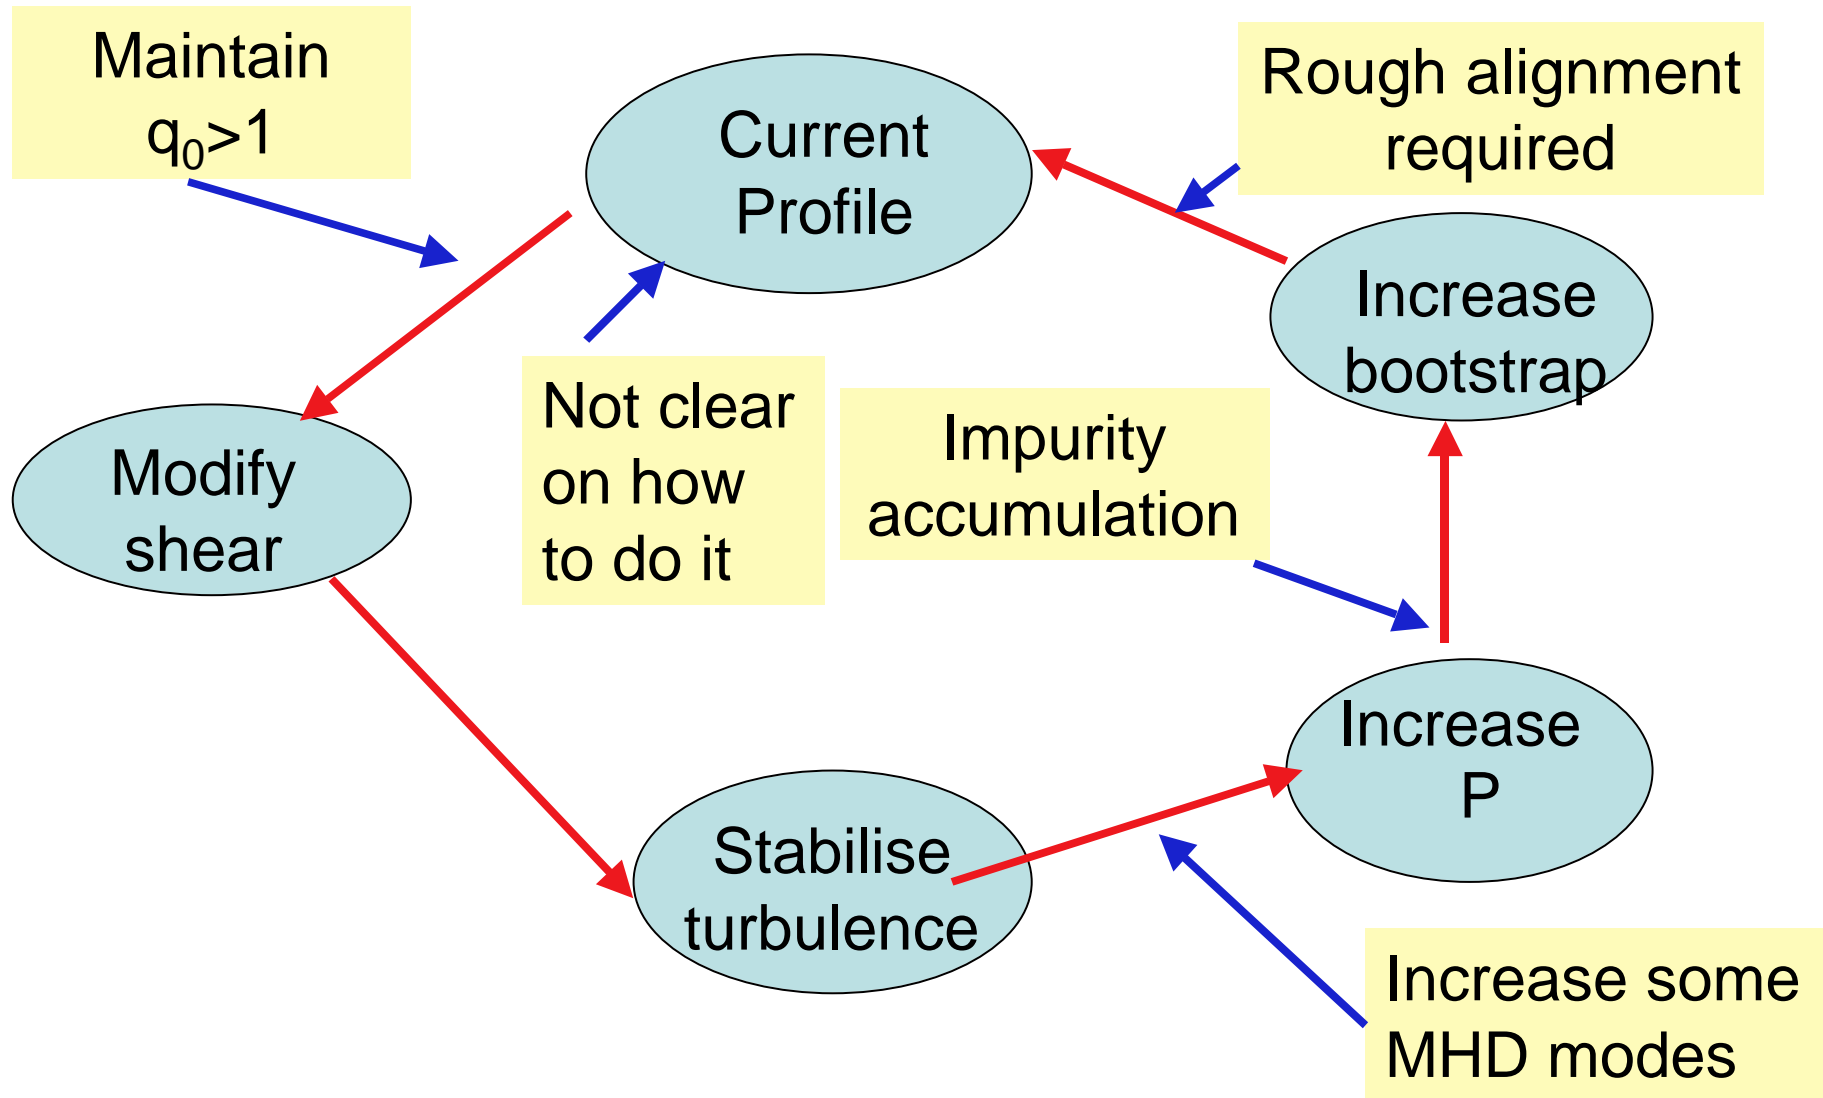 Maintain
q₀>1
Current
Profile
Rough alignment
required
Increase
bootstrap
Not clear
on how
to do it
Impurity
accumulation
Modify
shear
Increase
P
Stabilise
turbulence
Increase some
MHD modes